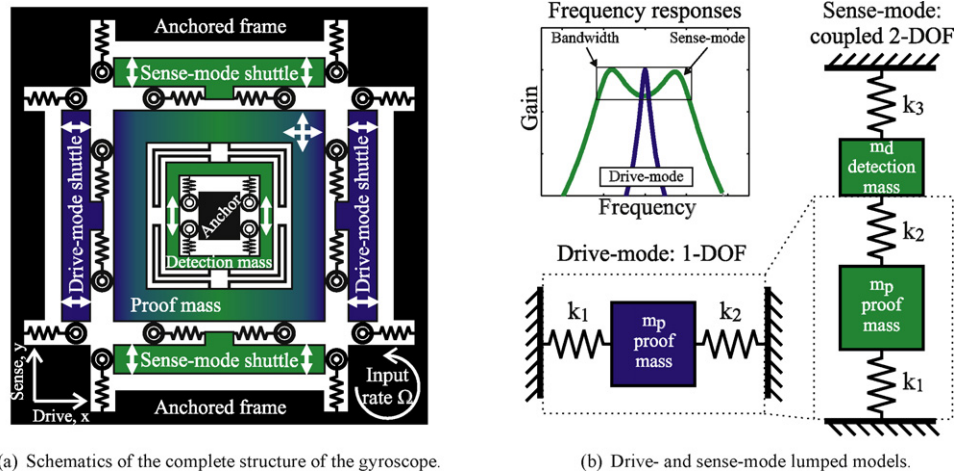 Anchored frame
Sense-mode shuttle
Drive-mode shuttle
Anchor
Detection mass
Drive-mode shuttle
Proof mass
Sense-mode shuttle
Sense, y
Drive, x
Input
rate Ω
Anchored frame
(a) Schematics of the complete structure of the gyroscope.
Frequency responses
Bandwidth
Sense-mode
Gain
Drive-mode
Frequency
Drive-mode: 1-DOF
k1
mp
proof
mass
k2
Sense-mode:
coupled 2-DOF
k3
md
detection
mass
k2
mp
proof
mass
k1
(b) Drive- and sense-mode lumped models.